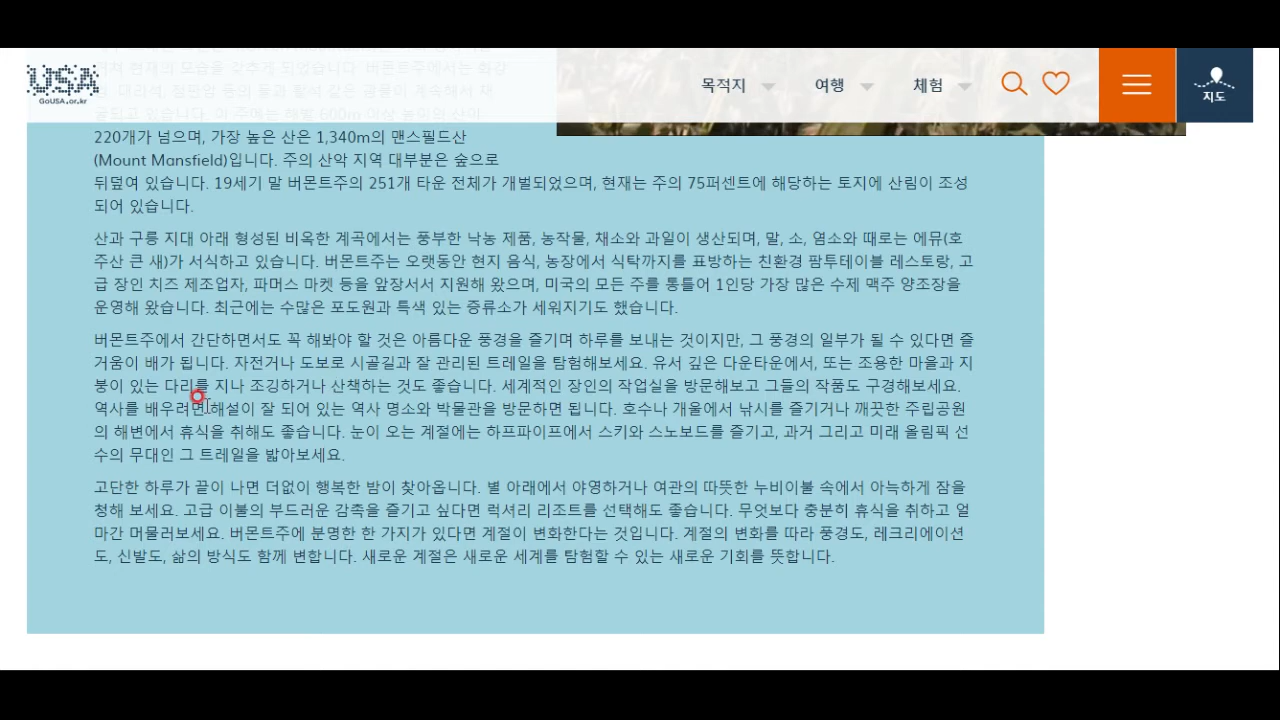 USA
GoUSA.or.kr
목적지
여행
체험
지도
220개가 넘으며, 가장 높은 산은 1,340m의 맨스필드산
(Mount Mansfield)입니다. 주의 산악 지역 대부분은 숲으로
뒤덮여 있습니다. 19세기 말 버몬트주의 251개 타운 전체가 개벌되었으며, 현재는 주의 75퍼센트에 해당하는 토지에 산림이 조성
되어 있습니다.
산과 구릉 지대 아래 형성된 비옥한 계곡에서는 풍부한 낙농 제품, 농작물, 채소와 과일이 생산되며, 말, 소, 염소와 때로는 에뮤(호
주산 큰 새)가 서식하고 있습니다. 버몬트주는 오랫동안 현지 음식, 농장에서 식탁까지를 표방하는 친환경 팜투테이블 레스토랑, 고
급 장인 치즈 제조업자, 파머스 마켓 등을 앞장서서 지원해 왔으며, 미국의 모든 주를 통틀어 1인당 가장 많은 수제 맥주 양조장을
운영해 왔습니다. 최근에는 수많은 포도원과 특색 있는 증류소가 세워지기도 했습니다.
버몬트주에서 간단하면서도 꼭 해봐야 할 것은 아름다운 풍경을 즐기며 하루를 보내는 것이지만, 그 풍경의 일부가 될 수 있다면 즐
거움이 배가 됩니다. 자전거나 도보로 시골길과 잘 관리된 트레일을 탐험해보세요. 유서 깊은 다운타운에서, 또는 조용한 마을과 지
붕이 있는 다리를 지나 조깅하거나 산책하는 것도 좋습니다. 세계적인 장인의 작업실을 방문해보고 그들의 작품도 구경해보세요.
역사를 배우려면 해설이 잘 되어 있는 역사 명소와 박물관을 방문하면 됩니다. 호수나 개울에서 낚시를 즐기거나 깨끗한 주립공원
의 해변에서 휴식을 취해도 좋습니다. 눈이 오는 계절에는 하프파이프에서 스키와 스노보드를 즐기고, 과거 그리고 미래 올림픽 선
수의 무대인 그 트레일을 밟아보세요.
고단한 하루가 끝이 나면 더없이 행복한 밤이 찾아옵니다. 별 아래에서 야영하거나 여관의 따뜻한 누비이불 속에서 아늑하게 잠을
청해 보세요. 고급 이불의 부드러운 감촉을 즐기고 싶다면 럭셔리 리조트를 선택해도 좋습니다. 무엇보다 충분히 휴식을 취하고 얼
마간 머물러보세요. 버몬트주에 분명한 한 가지가 있다면 계절이 변화한다는 것입니다. 계절의 변화를 따라 풍경도, 레크리에이션
도, 신발도, 삶의 방식도 함께 변합니다. 새로운 계절은 새로운 세계를 탐험할 수 있는 새로운 기회를 뜻합니다.